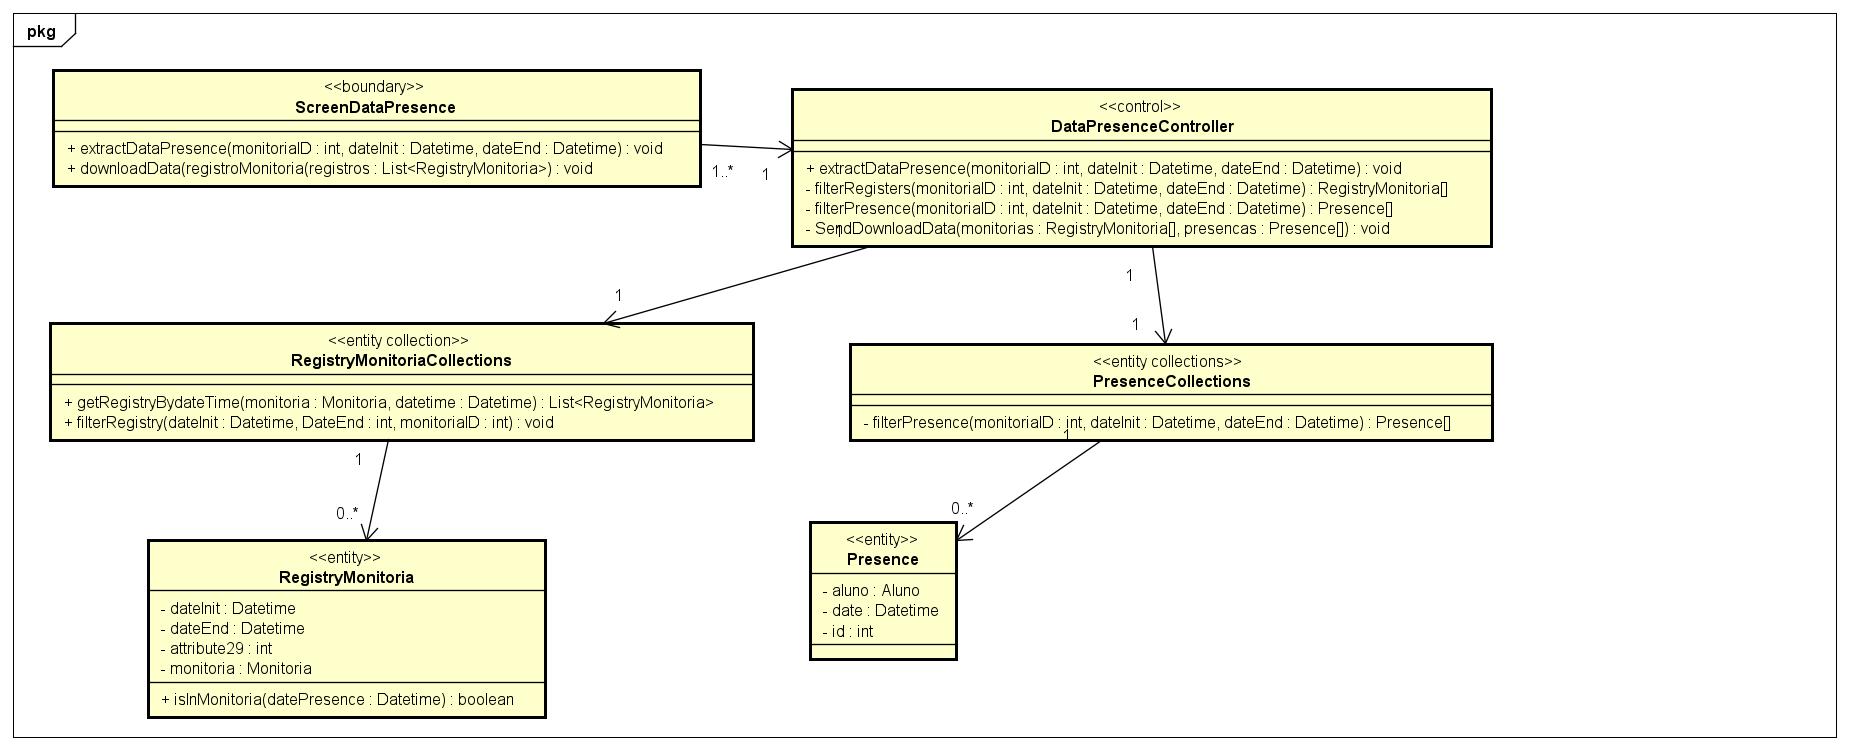 pkg
<<boundary>>
ScreenDataPresence
+ extractDataPresence(monitoriaID : int, dateInit : Datetime, dateEnd : Datetime) : void
+ downloadData(registroMonitoria(registros : List<RegistryMonitoria>) : void
1..*
1
<<control>>
DataPresenceController
+ extractDataPresence(monitoriaID : int, dateInit : Datetime, dateEnd : Datetime) : void
- filterRegisters(monitoriaID : int, dateInit : Datetime, dateEnd : Datetime) : RegistryMonitoria[]
- filterPresence(monitoriaID : int, dateInit : Datetime, dateEnd : Datetime) : Presence[]
- SendDownloadData(monitorias : RegistryMonitoria[], presencas : Presence[]) : void
1
1
1
1
<<entity collection>>
RegistryMonitoriaCollections
+ getRegistryBydateTime(monitoria : Monitoria, datetime : Datetime) : List<RegistryMonitoria>
+ filterRegistry(dateInit : Datetime, DateEnd : int, monitoriaID : int) : void
<<entity collections>>
PresenceCollections
- filterPresence(monitoriaID : int, dateInit : Datetime, dateEnd : Datetime) : Presence[]
1
0..*
1
0..*
<<entity>>
RegistryMonitoria
- dateInit : Datetime
- dateEnd : Datetime
- attribute29 : int
- monitoria : Monitoria
+ isInMonitoria(datePresence : Datetime) : boolean
<<entity>>
Presence
- aluno : Aluno
- date : Datetime
- id : int